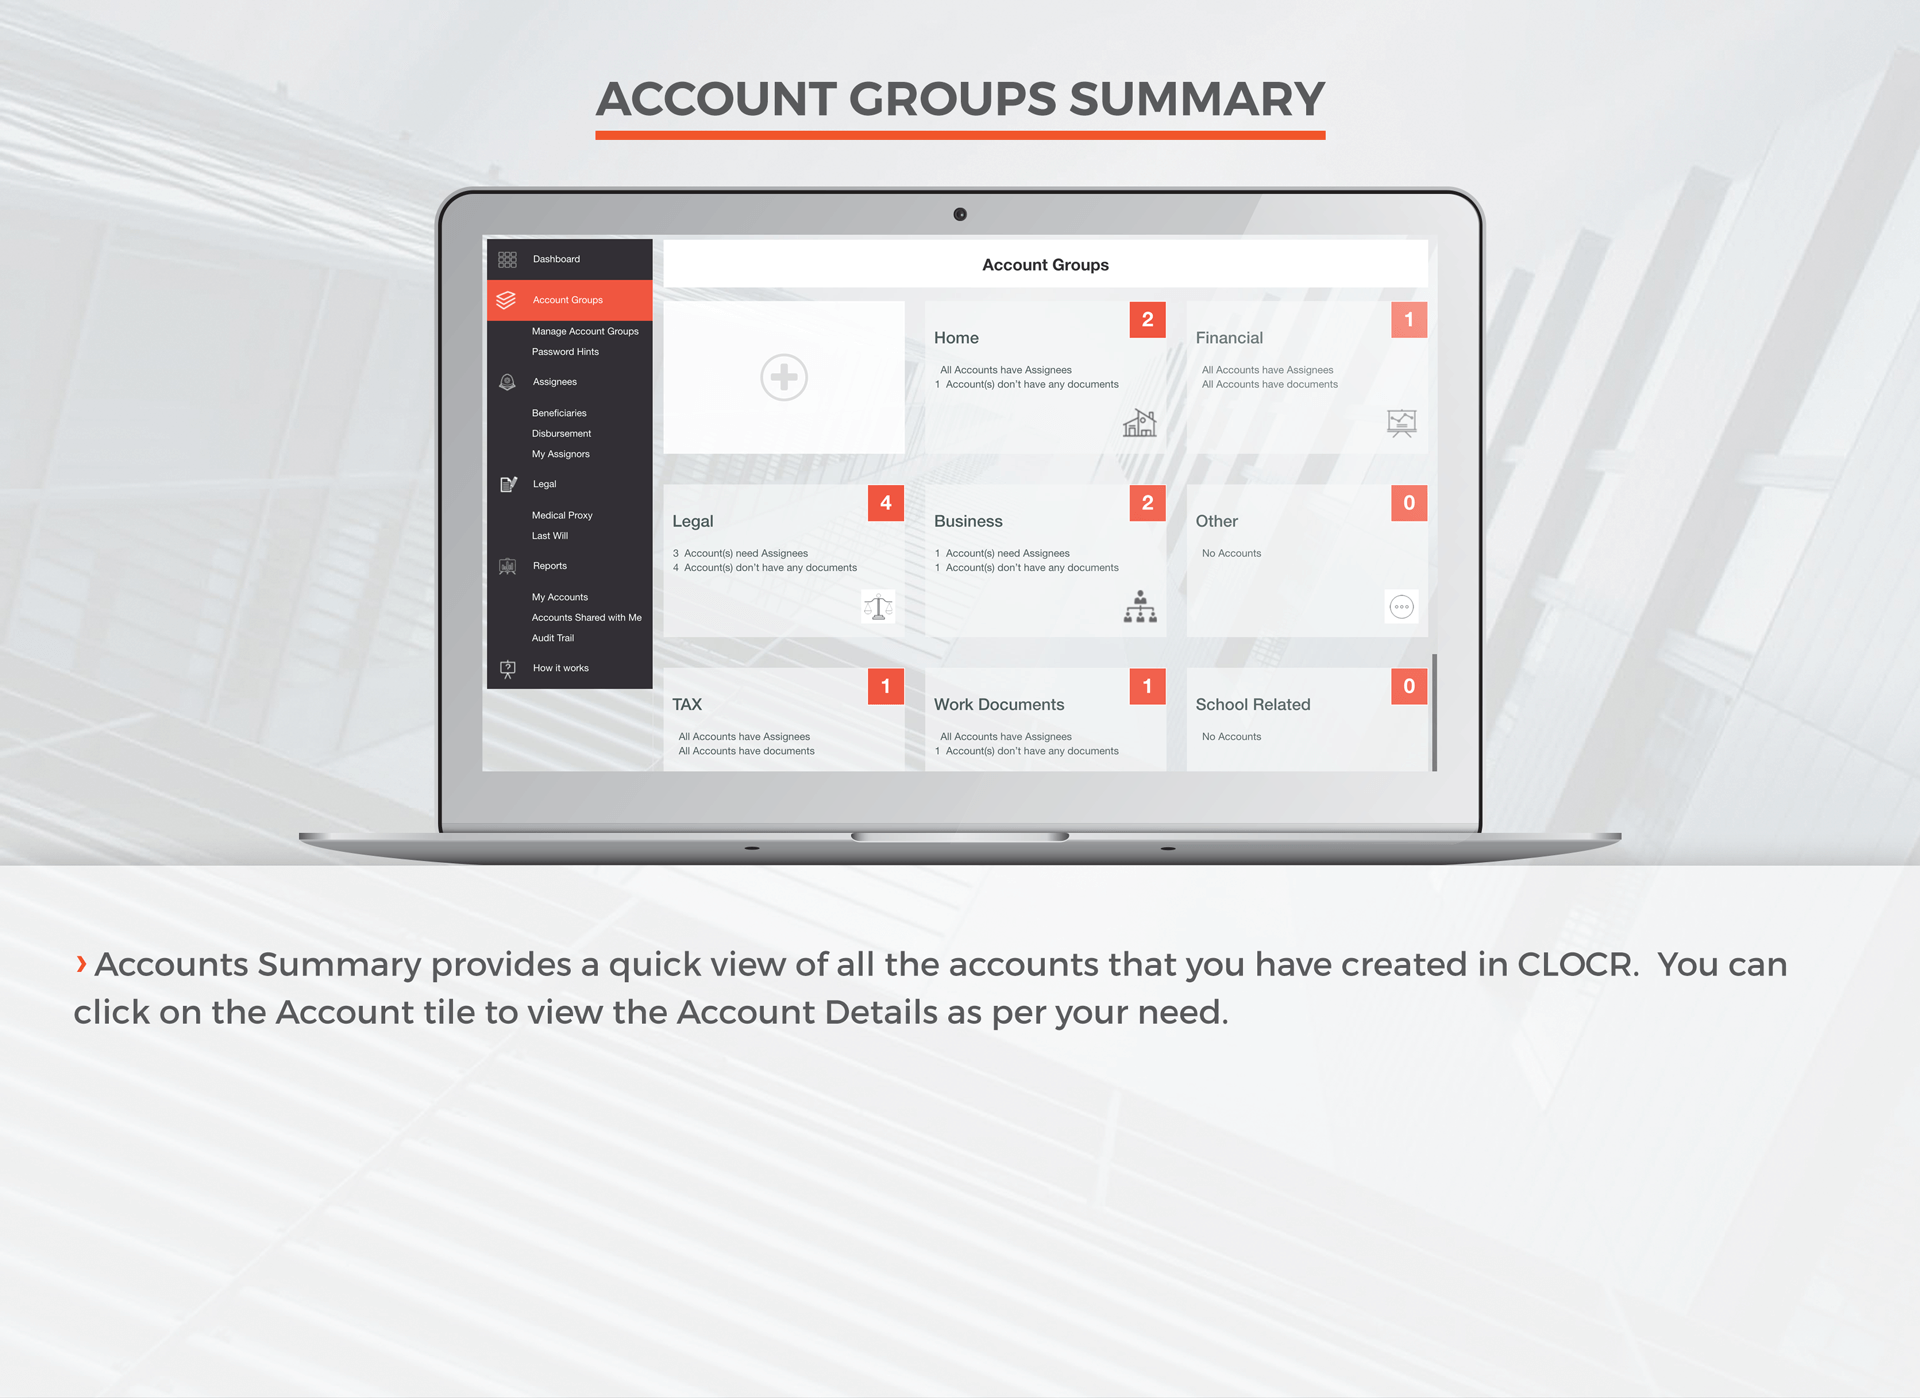 ACCOUNT GROUPS SUMMARY
Dashboard
Account Groups
Manage Account Groups
Password Hints
Assignees
Beneficiaries
Disbursement
My Assignors
Legal
Medical Proxy
Last Will
Reports
My Accounts
Accounts Shared with Me
Audit Trail
How it works
Account Groups
2
Home
All Accounts have Assignees
1 Account(s) don't have any documents
1
Financial
All Accounts have Assignees
All Accounts have documents
4
Legal
3 Account(s) need Assignees
4 Account(s) don't have any documents
2
Business
1 Account(s) need Assignees
1 Account(s) don't have any documents
0
Other
No Accounts
1
TAX
All Accounts have Assignees
All Accounts have documents
1
Work Documents
All Accounts have Assignees
1 Account(s) don't have any documents
0
School Related
No Accounts
› Accounts Summary provides a quick view of all the accounts that you have created in CLOCR. You can
click on the Account tile to view the Account Details as per your need.